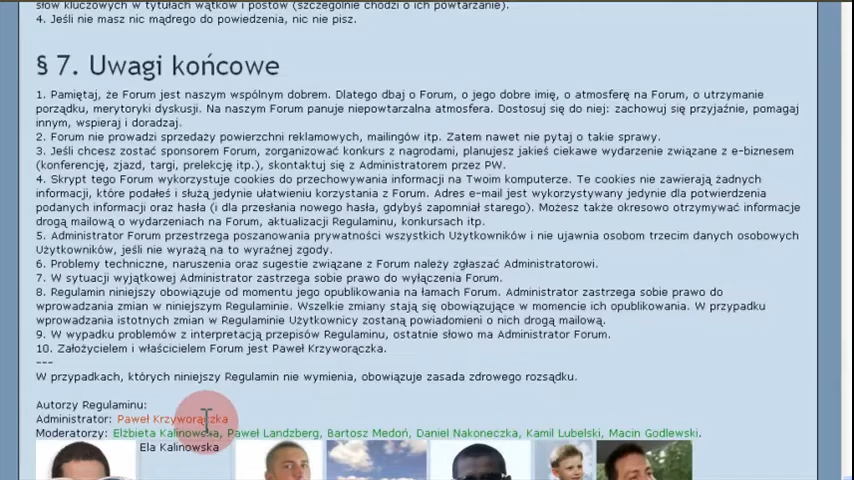 słów kluczowych w tytułach wątków i postów (szczególnie chodzi o ich powtarzanie).
4. Jeśli nie masz nic mądrego do powiedzenia, nic nie pisz.
§ 7. Uwagi końcowe
1. Pamiętaj, że Forum jest naszym wspólnym dobrem. Dlatego dbaj o Forum, o jego dobre imię, o atmosferę na Forum, o utrzymanie
porządku, merytoryki dyskusji. Na naszym Forum panuje niepowtarzalna atmosfera. Dostosuj się do niej: zachowuj się przyjaźnie, pomagaj
innym, wspieraj i doradzaj.
2. Forum nie prowadzi sprzedaży powierzchni reklamowych, mailingów itp. Zatem nawet nie pytaj o takie sprawy.
3. Jeśli chcesz zostać sponsorem Forum, zorganizować konkurs z nagrodami, planujesz jakieś ciekawe wydarzenie związane z e-biznesem
(konferencję, zjazd, targi, prelekcję itp.), skontaktuj się z Administratorem przez PW.
4. Skrypt tego Forum wykorzystuje cookies do przechowywania informacji na Twoim komputerze. Te cookies nie zawierają żadnych
informacji, które podałeś i służą jedynie ułatwieniu korzystania z Forum. Adres e-mail jest wykorzystywany jedynie dla potwierdzenia
podanych informacji oraz hasła (i dla przesłania nowego hasła, gdybyś zapomniał starego). Możesz także okresowo otrzymywać informacje
drogą mailową o wydarzeniach na Forum, aktualizacji Regulaminu, konkursach itp.
5. Administrator Forum przestrzega poszanowania prywatności wszystkich Użytkowników i nie ujawnia osobom trzecim danych osobowych
Użytkowników, jeśli nie wyrażą na to wyraźnej zgody.
6. Problemy techniczne, naruszenia oraz sugestie związane z Forum należy zgłaszać Administratorowi.
7. W sytuacji wyjątkowej Administrator zastrzega sobie prawo do wyłączenia Forum.
8. Regulamin niniejszy obowiązuje od momentu jego opublikowania na łamach Forum. Administrator zastrzega sobie prawo do
wprowadzania zmian w niniejszym Regulaminie. Wszelkie zmiany stają się obowiązujące w momencie ich opublikowania. W przypadku
wprowadzania istotnych zmian w Regulaminie Użytkownicy zostaną powiadomieni o nich drogą mailową.
9. W wypadku problemów z interpretacją przepisów Regulaminu, ostatnie słowo ma Administrator Forum.
10. Założycielem i właścicielem Forum jest Paweł Krzyworączka.
---
W przypadkach, których niniejszy Regulamin nie wymienia, obowiązuje zasada zdrowego rozsądku.
Autorzy Regulaminu:
Administrator: Paweł Krzyworączka
Moderatorzy: Elżbieta Kalinowska, Paweł Landzberg, Bartosz Medoń, Daniel Nakoneczka, Kamil Lubelski, Macin Godlewski.
Ela Kalinowska